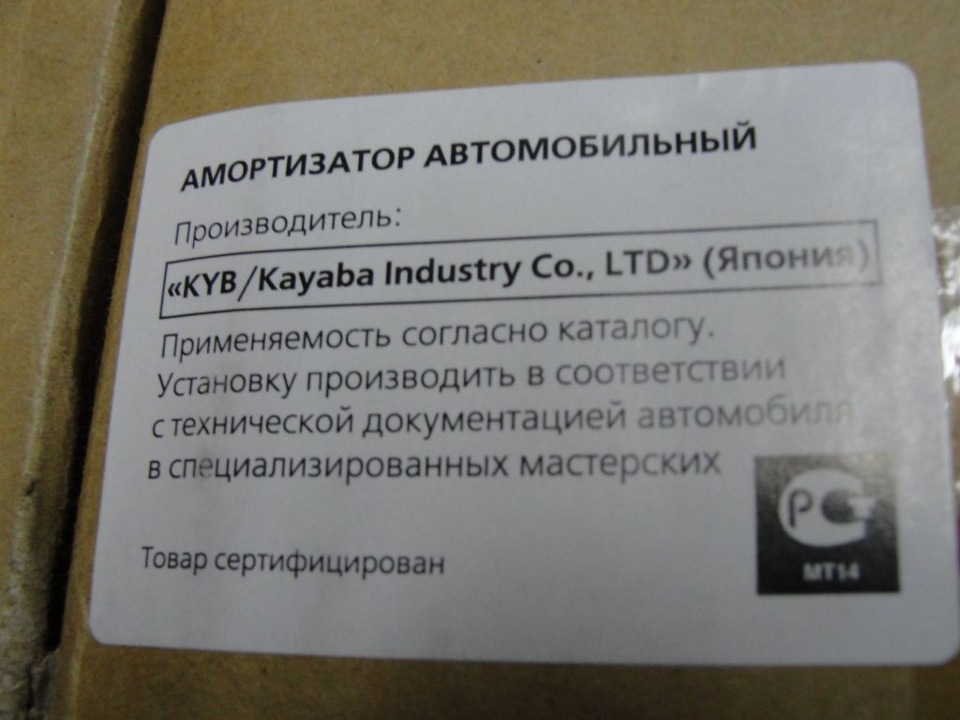 АМОРТИЗАТОР АВТОМОБИЛЬНЫЙ
Производитель:
«KYB/Kayaba Industry Co., LTD» (Япония)
Применяемость согласно каталогу.
Установку производить в соответствии
с технической документацией автомобиля
в специализированных мастерских
Товар сертифицирован
РСТ
МТ14